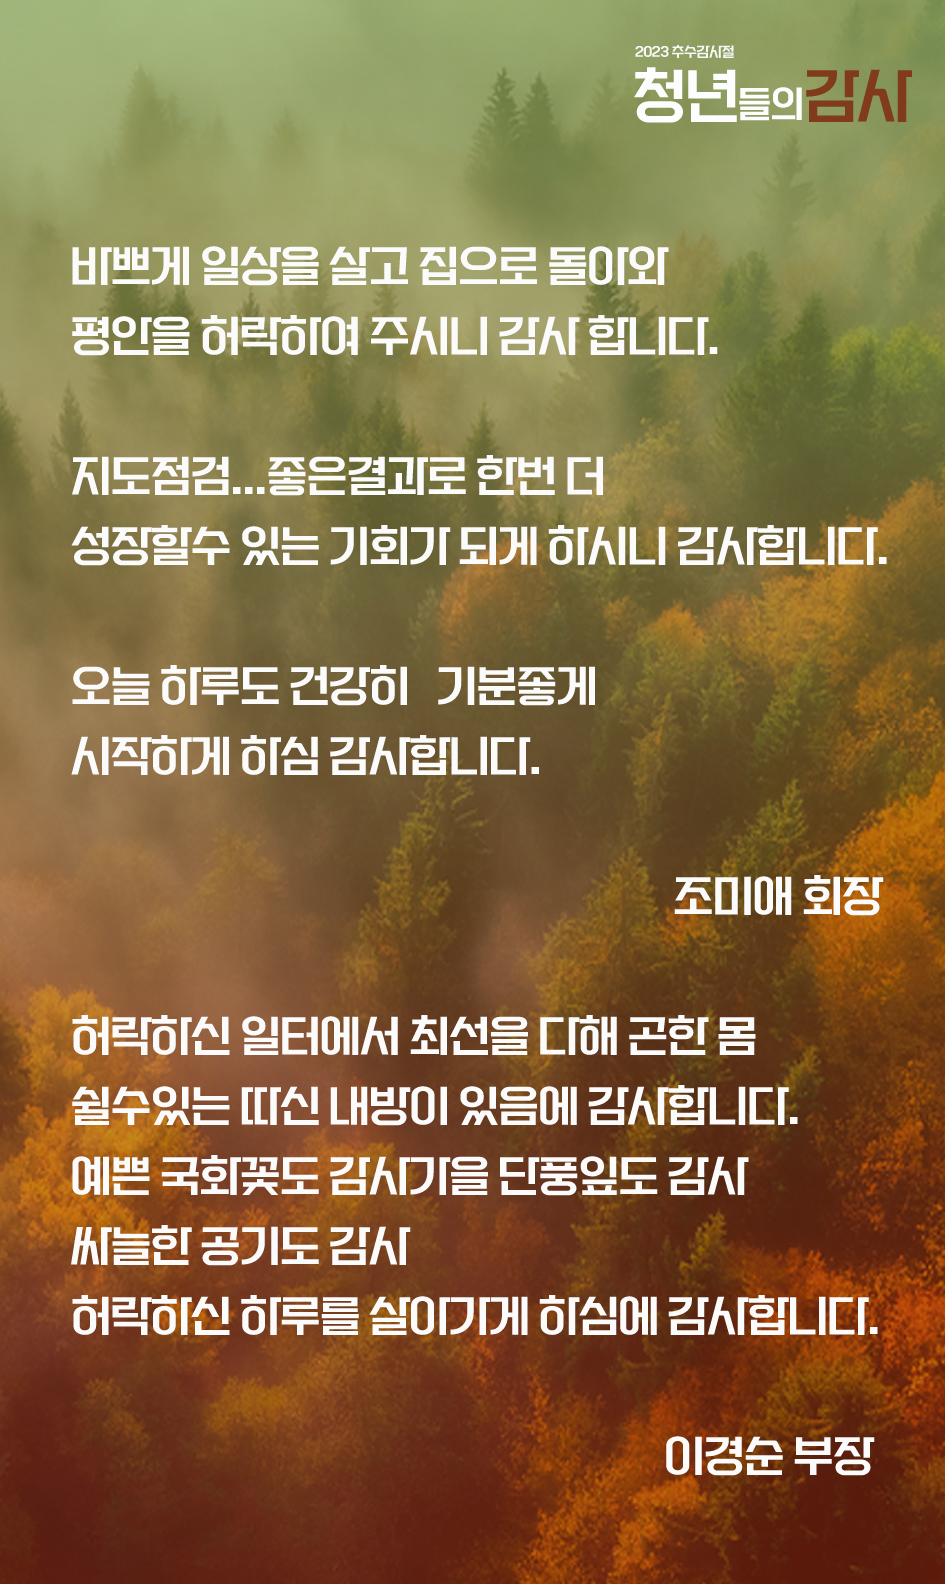 2023 추수감사절
청년들의감사
바쁘게 일상을 살고 집으로 돌아와
평안을 허락하여 주시니 감사 합니다.
지도점검...좋은결과로 한번 더
성장할수 있는 기회가 되게 하시니 감사합니다.
오늘 하루도 건강히 기분좋게
시작하게 하심 감사합니다.
조미애 회장
허락하신 일터에서 최선을 다해 곤한 몸
쉴수있는 따신 내방이 있음에 감사합니다.
예쁜 국화꽃도 감사가을 단풍잎도 감사
싸늘한 공기도 감사
허락하신 하루를 살아가게 하심에 감사합니다.
이경순 부장